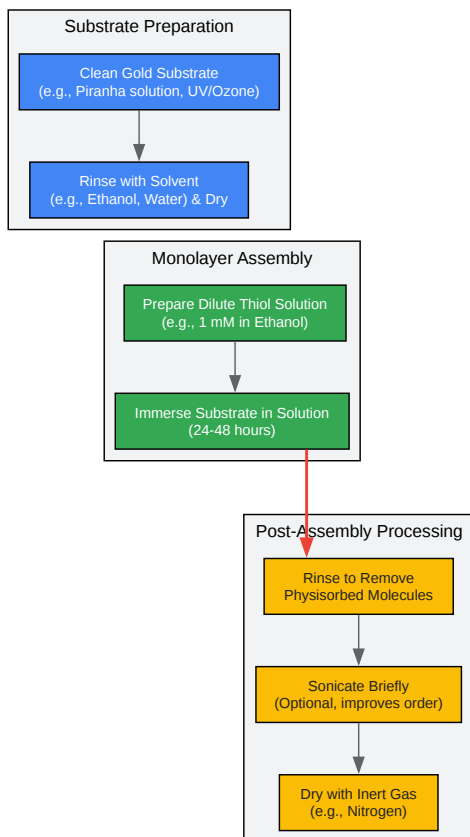 Substrate Preparation
Clean Gold Substrate
(e.g., Piranha solution, UV/Ozone)
Rinse with Solvent
(e.g., Ethanol, Water) & Dry
Monolayer Assembly
Prepare Dilute Thiol Solution
(e.g., 1 mM in Ethanol)
Immerse Substrate in Solution
(24-48 hours)
Post-Assembly Processing
Rinse to Remove
Physisorbed Molecules
Sonicate Briefly
(Optional, improves order)
Dry with Inert Gas
(e.g., Nitrogen)